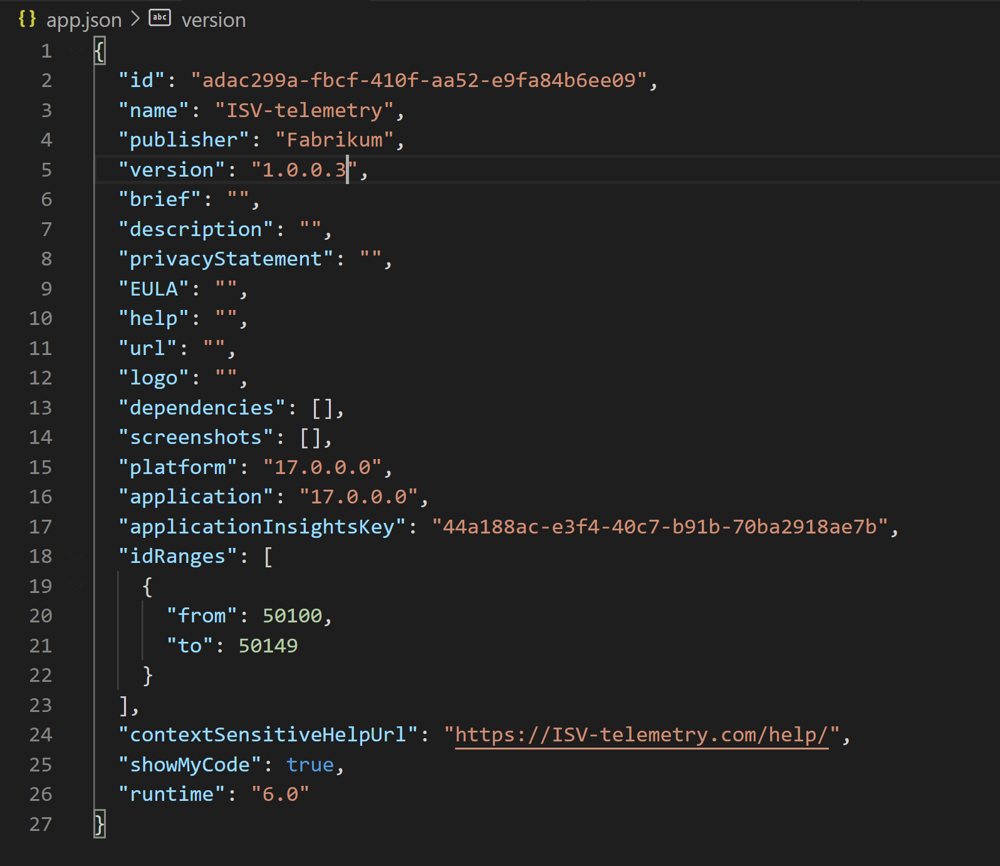 {} app.json > abc version
1 {
2 "id": "adac299a-fbcf-410f-aa52-e9fa84b6ee09",
3 "name": "ISV-telemetry",
4 "publisher": "Fabrikum",
5 "version": "1.0.0.3",
6 "brief": "",
7 "description": "",
8 "privacyStatement": "",
9 "EULA": "",
10 "help": "",
11 "url": "",
12 "logo": "",
13 "dependencies": [],
14 "screenshots": [],
15 "platform": "17.0.0.0",
16 "application": "17.0.0.0",
17 "applicationInsightsKey": "44a188ac-e3f4-40c7-b91b-70ba2918ae7b",
18 "idRanges": [
19 {
20 "from": 50100,
21 "to": 50149
22 }
23 ],
24 "contextSensitiveHelpUrl": "https://ISV-telemetry.com/help/",
25 "showMyCode": true,
26 "runtime": "6.0"
27 }